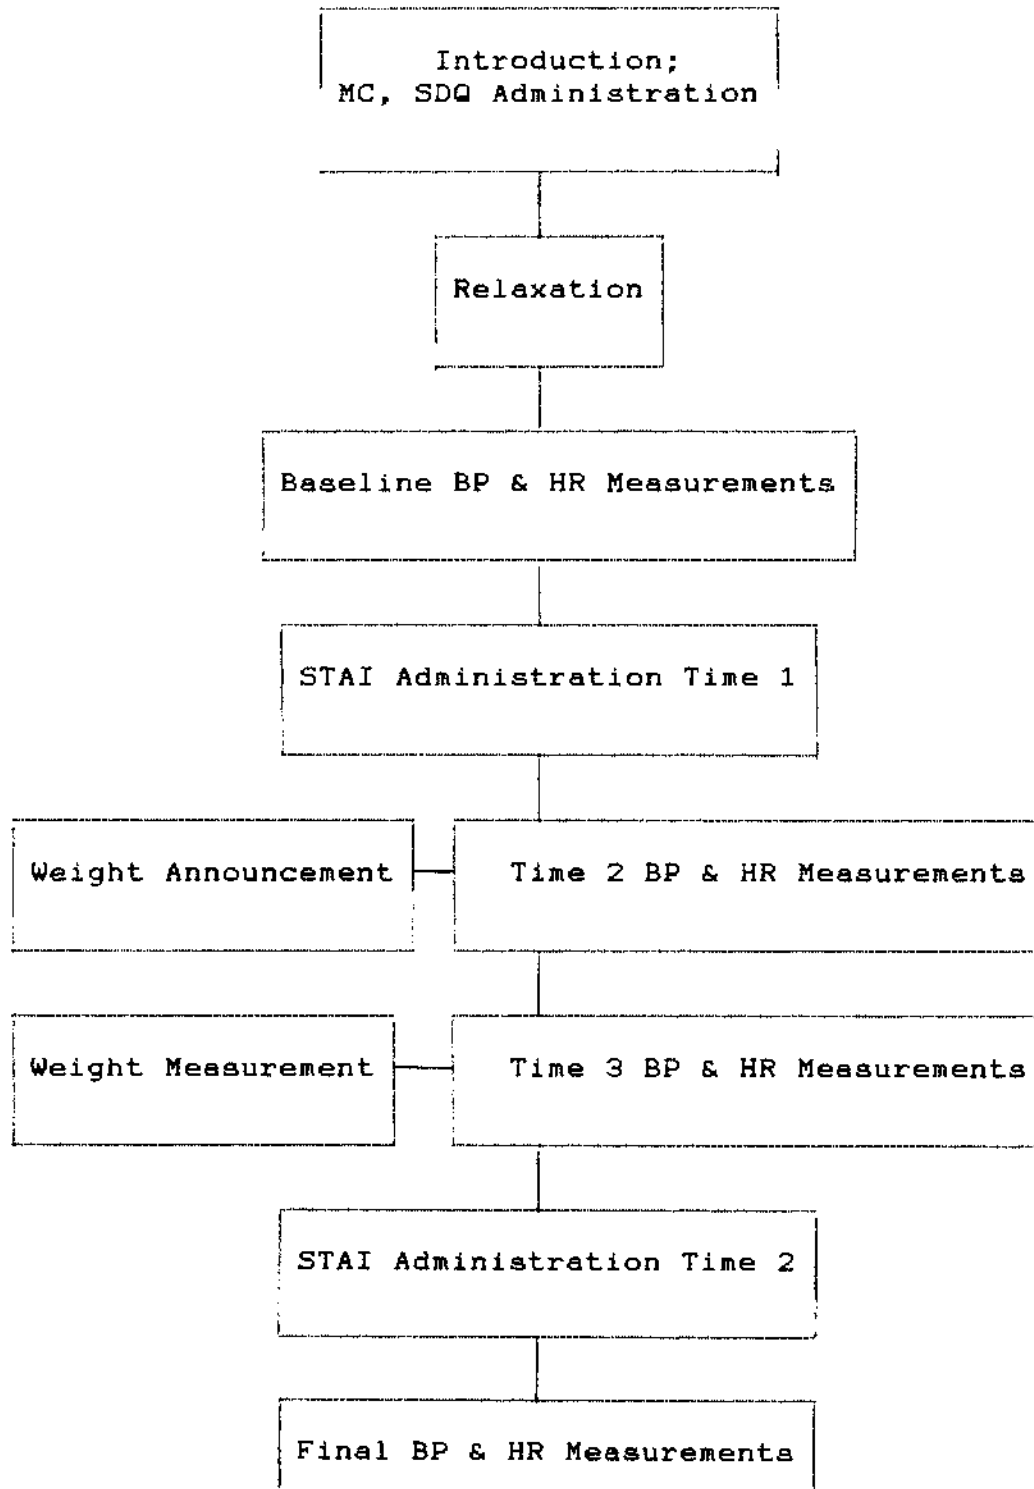 Introduction;
MC, SDQ Administration
Relaxation
Baseline BP & HR Measurements
STAI Administration Time 1
Weight Announcement
Time 2 BP & HR Measurements
Weight Measurement
Time 3 BP & HR Measurements
STAI Administration Time 2
Final BP & HR Measurements